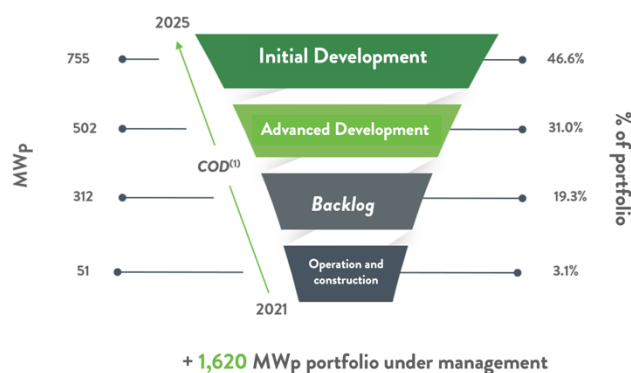 2025
755 Initial Development 46.6%
502 Advanced Development 31.0%
MWp COD(1) % of portfolio
312 Backlog 19.3%
51 Operation and
construction 3.1%
2021
+ 1,620 MWp portfolio under management